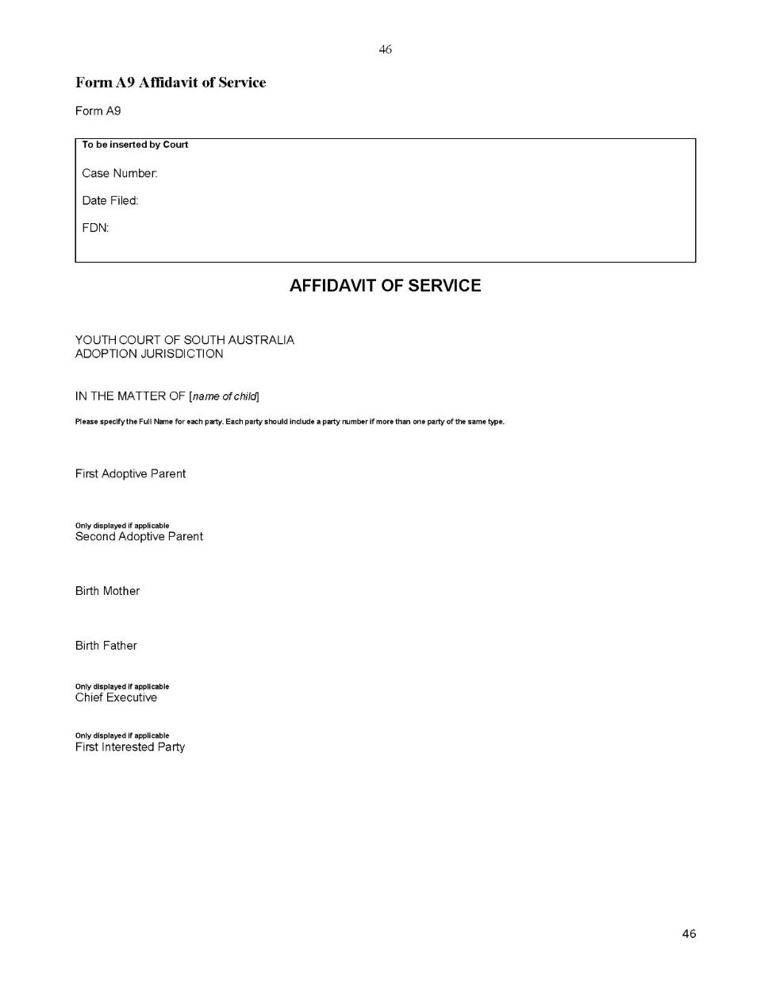 46
Form A9 Affidavit of Service
Form A9
To be inserted by Court
Case Number:
Date Filed:
FDN:
AFFIDAVIT OF SERVICE
YOUTH COURT OF SOUTH AUSTRALIA
ADOPTION JURISDICTION
IN THE MATTER OF [name of child]
Please specify the Full Name for each party. Each party should include a party number if more than one party of the same type.
First Adoptive Parent
Only displayed if applicable
Second Adoptive Parent
Birth Mother
Birth Father
Only displayed if applicable
Chief Executive
Only displayed if applicable
First Interested Party
46